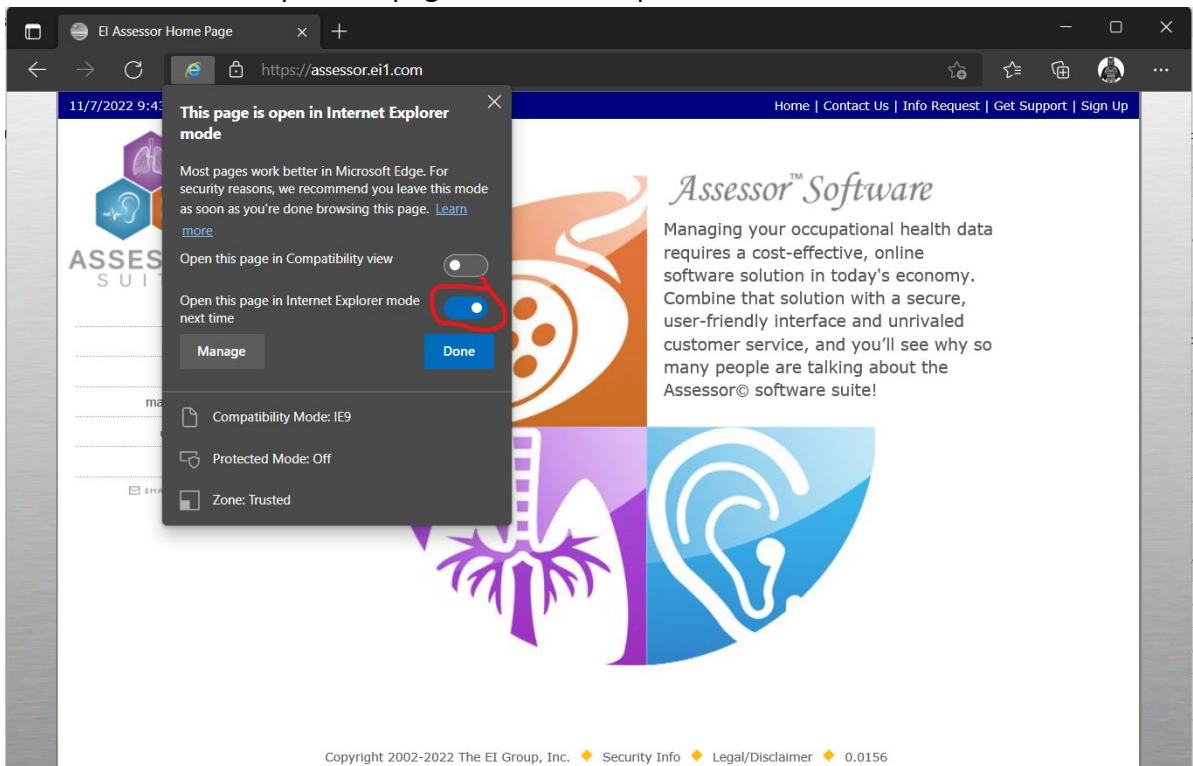 EI Assessor Home Page
https://assessor.ei1.com
11/7/2022
Home | Contact Us | Info Request | Get Support | Sign Up
This page is open in Internet Explorer
mode
Most pages work better in Microsoft Edge. For
security reasons, we recommend you leave this mode
as soon as you're done browsing this page. Learn
more
Open this page in Compatibility view
Open this page in Internet Explorer mode
next time
Manage
Done
Compatibility Mode: IE9
Protected Mode: Off
Zone: Trusted
Assessor™ Software
Managing your occupational health data
requires a cost-effective, online
software solution in today's economy.
Combine that solution with a secure,
user-friendly interface and unrivaled
customer service, and you’ll see why so
many people are talking about the
Assessor© software suite!
Copyright 2002-2022 The EI Group, Inc. Security Info Legal/Disclaimer 0.0156